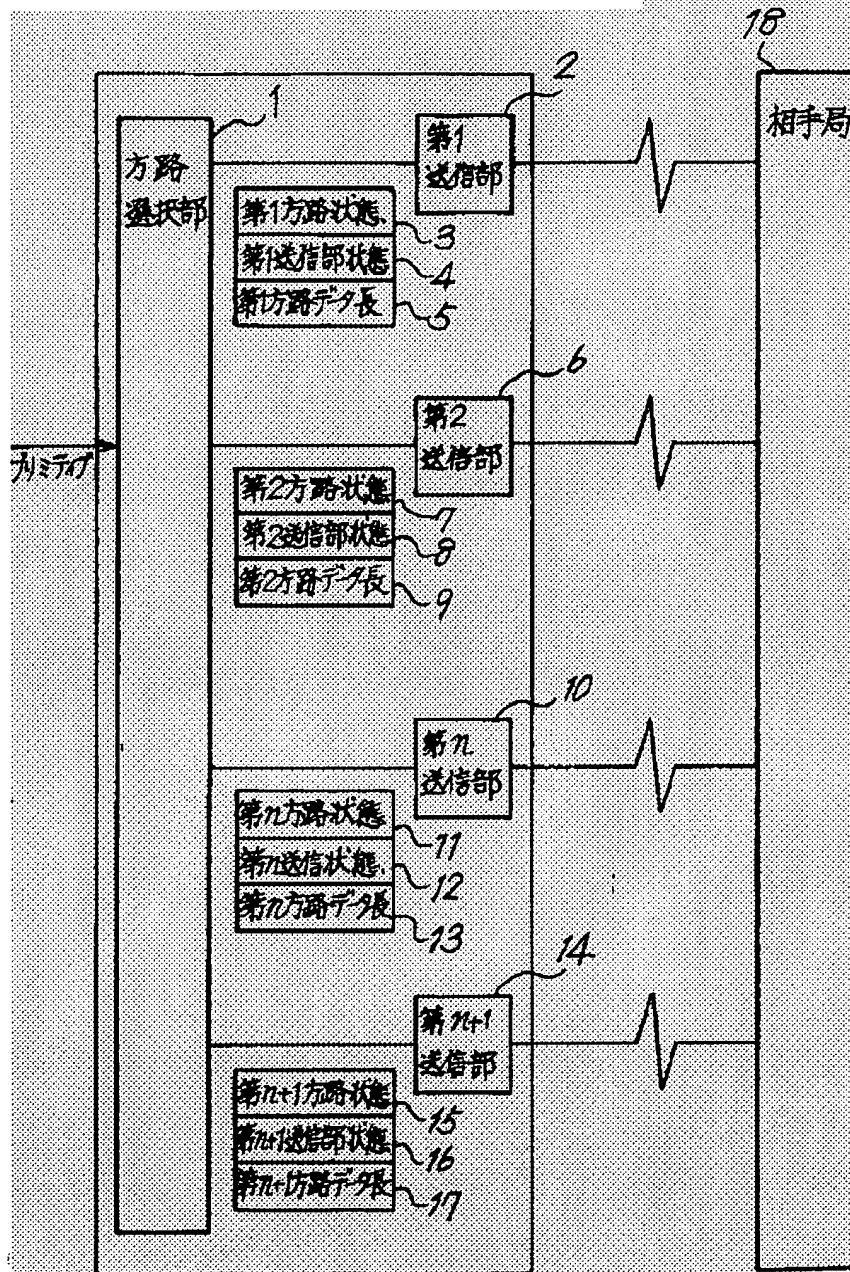 18
相手局
1
方路
選択部
2
第1
送信部
第1方路状態
3
第1送信部状態
4
第1方路データ長
5
6
第2
送信部
プリミティブ
第2方路状態
7
第2送信部状態
8
第2方路データ長
9
10
第n
送信部
第n方路状態
11
第n送信状態
12
第n方路データ長
13
14
第n+1
送信部
第n+1方路状態
15
第n+1送信部状態
16
第n+1方路データ長
17